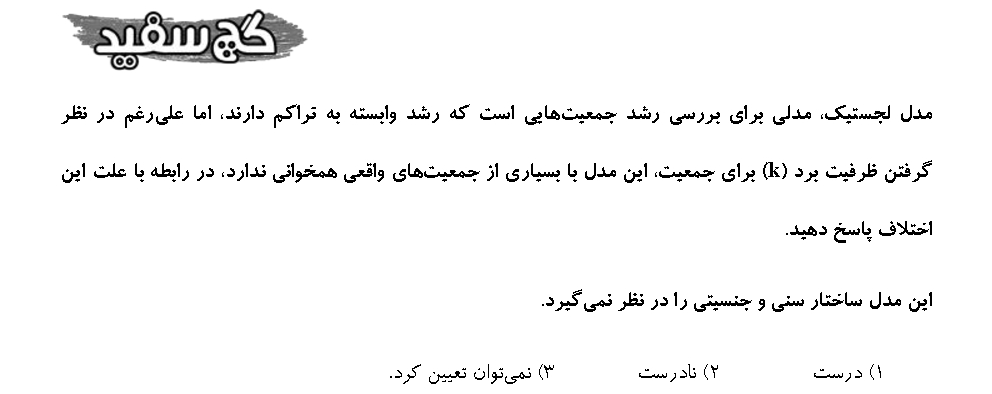 گچ سفید
مدل لجستیک، مدلی برای بررسی رشد جمعیت‌هایی است که رشد وابسته به تراکم دارند، اما علی‌رغم در نظر
گرفتن ظرفیت برد (k) برای جمعیت، این مدل با بسیاری از جمعیت‌های واقعی همخوانی ندارد، در رابطه با علت این
اختلاف پاسخ دهید.
این مدل ساختار سنی و جنسیتی را در نظر نمی‌گیرد.
۱) درست ۲) نادرست ۳) نمی‌توان تعیین کرد.